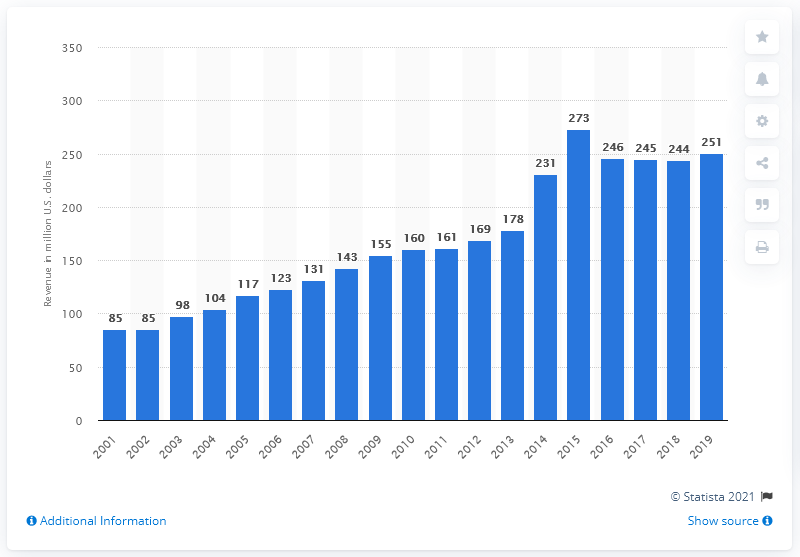 350
300
250
200
150
100
50
0
Revenue in million U.S. dollars
85 85 98 104 117 123 131 143 155 160 161 169 178 231 273 246 245 244 251
2001 2002 2003 2004 2005 2006 2007 2008 2009 2010 2011 2012 2013 2014 2015 2016 2017 2018 2019
© Statista 2021
Additional Information
Show source